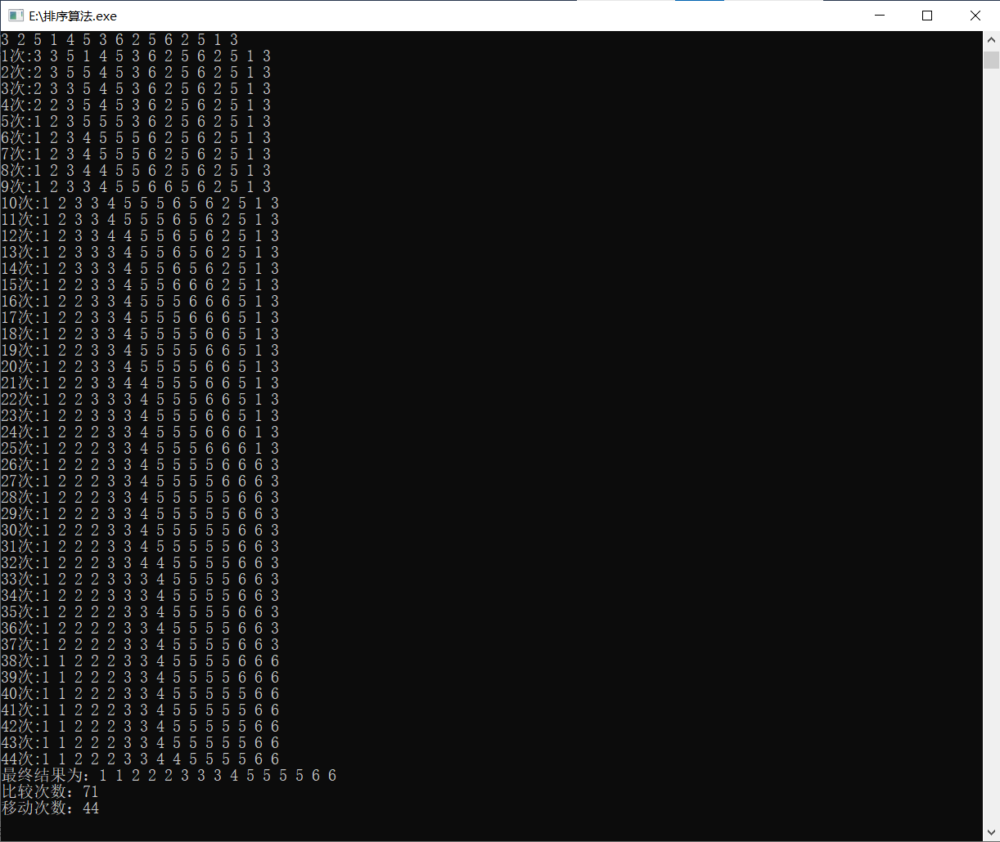 E:\排序算法.exe
3 2 5 1 4 5 3 6 2 5 6 2 5 1 3
1次:3 3 5 1 4 5 3 6 2 5 6 2 5 1 3
2次:2 3 5 5 4 5 3 6 2 5 6 2 5 1 3
3次:2 3 3 5 4 5 3 6 2 5 6 2 5 1 3
4次:2 2 3 5 4 5 3 6 2 5 6 2 5 1 3
5次:1 2 3 5 5 5 3 6 2 5 6 2 5 1 3
6次:1 2 3 4 5 5 5 6 2 5 6 2 5 1 3
7次:1 2 3 4 5 5 5 6 2 5 6 2 5 1 3
8次:1 2 3 4 4 5 5 6 2 5 6 2 5 1 3
9次:1 2 3 3 4 5 5 6 6 5 6 2 5 1 3
10次:1 2 3 3 4 5 5 5 6 5 6 2 5 1 3
11次:1 2 3 3 4 5 5 5 6 5 6 2 5 1 3
12次:1 2 3 3 4 4 5 5 6 5 6 2 5 1 3
13次:1 2 3 3 3 4 5 5 6 5 6 2 5 1 3
14次:1 2 3 3 3 4 5 5 6 5 6 2 5 1 3
15次:1 2 2 3 3 4 5 5 6 6 6 2 5 1 3
16次:1 2 2 3 3 4 5 5 5 6 6 6 5 1 3
17次:1 2 2 3 3 4 5 5 5 6 6 6 5 1 3
18次:1 2 2 3 3 4 5 5 5 5 6 6 5 1 3
19次:1 2 2 3 3 4 5 5 5 5 6 6 5 1 3
20次:1 2 2 3 3 4 5 5 5 5 6 6 5 1 3
21次:1 2 2 3 3 4 4 5 5 5 6 6 5 1 3
22次:1 2 2 3 3 3 4 5 5 5 6 6 5 1 3
23次:1 2 2 3 3 3 4 5 5 5 6 6 5 1 3
24次:1 2 2 2 3 3 4 5 5 5 6 6 6 1 3
25次:1 2 2 2 3 3 4 5 5 5 6 6 6 1 3
26次:1 2 2 2 3 3 4 5 5 5 5 6 6 6 3
27次:1 2 2 2 3 3 4 5 5 5 5 6 6 6 3
28次:1 2 2 2 3 3 4 5 5 5 5 5 6 6 3
29次:1 2 2 2 3 3 4 5 5 5 5 5 6 6 3
30次:1 2 2 2 3 3 4 5 5 5 5 5 6 6 3
31次:1 2 2 2 3 3 4 5 5 5 5 5 6 6 3
32次:1 2 2 2 3 3 4 4 5 5 5 5 6 6 3
33次:1 2 2 2 3 3 3 4 5 5 5 5 6 6 3
34次:1 2 2 2 3 3 3 4 5 5 5 5 6 6 3
35次:1 2 2 2 2 3 3 4 5 5 5 5 6 6 3
36次:1 2 2 2 2 3 3 4 5 5 5 5 6 6 3
37次:1 2 2 2 2 3 3 4 5 5 5 5 6 6 3
38次:1 1 2 2 2 3 3 4 5 5 5 5 6 6 6
39次:1 1 2 2 2 3 3 4 5 5 5 5 6 6 6
40次:1 1 2 2 2 3 3 4 5 5 5 5 5 6 6
41次:1 1 2 2 2 3 3 4 5 5 5 5 5 6 6
42次:1 1 2 2 2 3 3 4 5 5 5 5 5 6 6
43次:1 1 2 2 2 3 3 4 5 5 5 5 5 6 6
44次:1 1 2 2 2 3 3 4 4 5 5 5 5 6 6
最终结果为：1 1 2 2 2 3 3 3 4 5 5 5 5 6 6
比较次数：71
移动次数：44